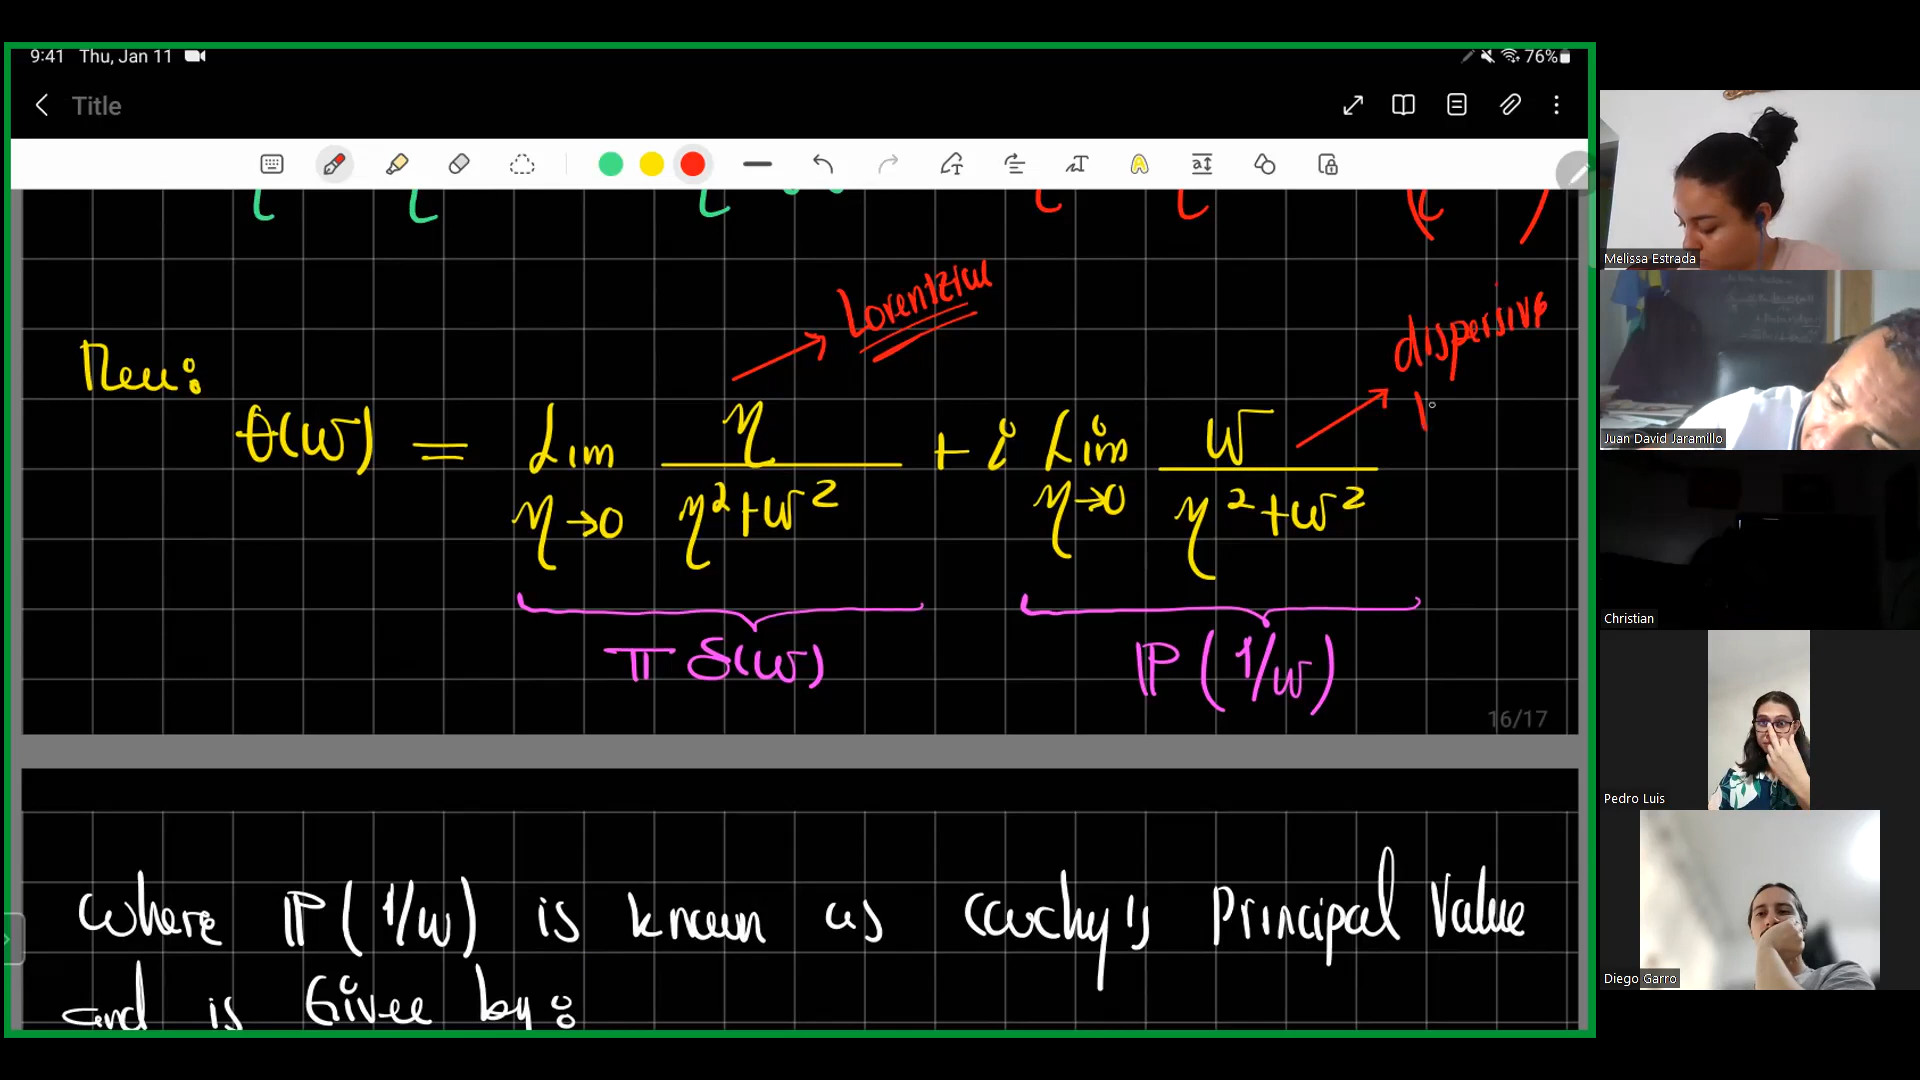 9:41 Thu, Jan 11 76%
Title
Lorentzian
dispersive
Then:
θ(ω) = Lim η→0 η/(η²+ω²) + i Lim η→0 ω/(η²+ω²)
π δ(ω) ℙ(1/ω)
16/17
where ℙ(1/ω) is known as Cauchy's Principal Value
and is Given by:
Melissa Estrada
Juan David Jaramillo
Christian
Pedro Luis
Diego Garro